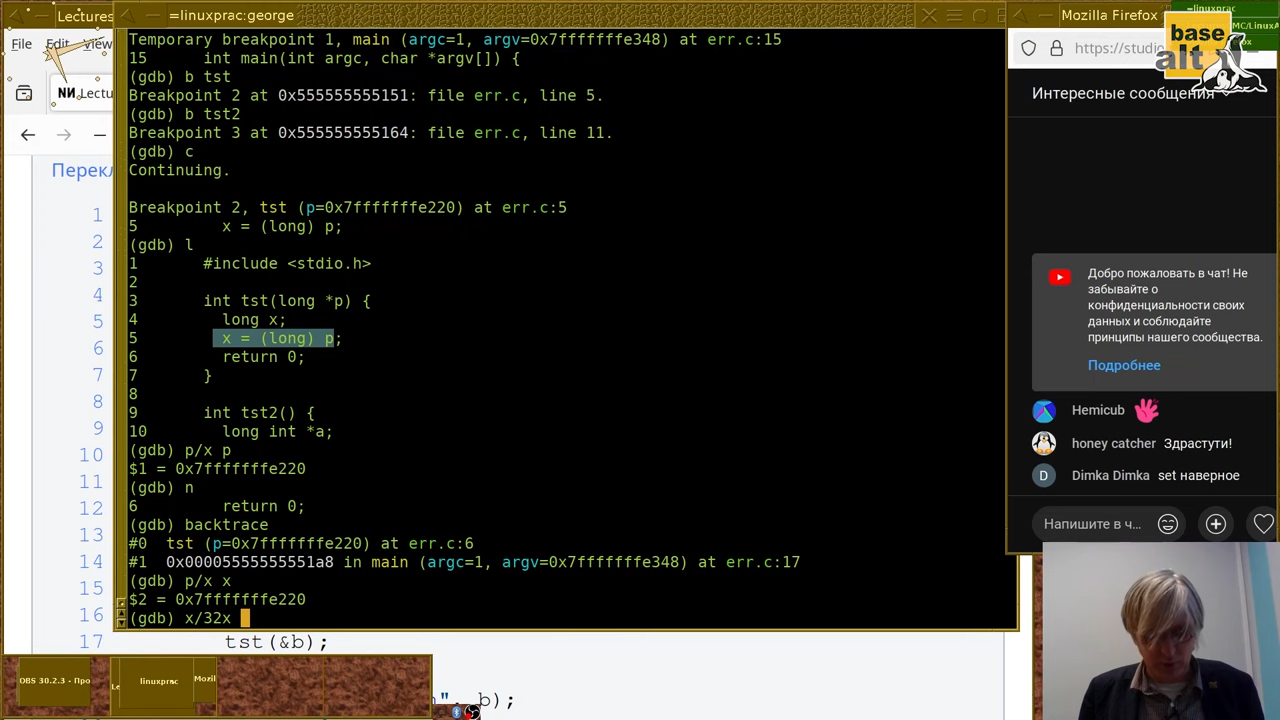 Lectures
=linuxprac:george
Mozilla Firefox
=linuxprac
File Edit View
https://studio
base
alt
NИ. Lectu
Интересные сообщения
Перекл
1
2
3
4
5
6
7
8
9
10
11
12
13
14
15
16
17
Temporary breakpoint 1, main (argc=1, argv=0x7fffffffe348) at err.c:15
15 int main(int argc, char *argv[]) {
(gdb) b tst
Breakpoint 2 at 0x555555555151: file err.c, line 5.
(gdb) b tst2
Breakpoint 3 at 0x555555555164: file err.c, line 11.
(gdb) c
Continuing.
Breakpoint 2, tst (p=0x7fffffffe220) at err.c:5
5 x = (long) p;
(gdb) l
1 #include <stdio.h>
2
3 int tst(long *p) {
4 long x;
5 x = (long) p;
6 return 0;
7 }
8
9 int tst2() {
10 long int *a;
(gdb) p/x p
$1 = 0x7fffffffe220
(gdb) n
6 return 0;
(gdb) backtrace
#0 tst (p=0x7fffffffe220) at err.c:6
#1 0x00005555555551a8 in main (argc=1, argv=0x7fffffffe348) at err.c:17
(gdb) p/x x
$2 = 0x7fffffffe220
(gdb) x/32x
tst(&b);
", b);
Добро пожаловать в чат! Не
забывайте о
конфиденциальности своих
данных и соблюдайте
принципы нашего сообщества.
Подробнее
Hemicub
honey catcher Здрастути!
D Dimka Dimka set наверное
Напишите в ч...
OBS 30.2.3 - Про
Le
linuxprac
Mozil